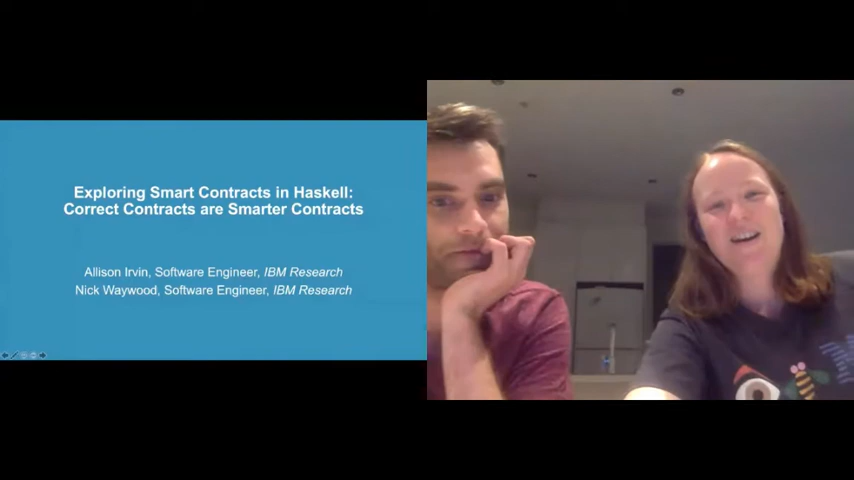 Exploring Smart Contracts in Haskell:
Correct Contracts are Smarter Contracts
Allison Irvin, Software Engineer, IBM Research
Nick Waywood, Software Engineer, IBM Research